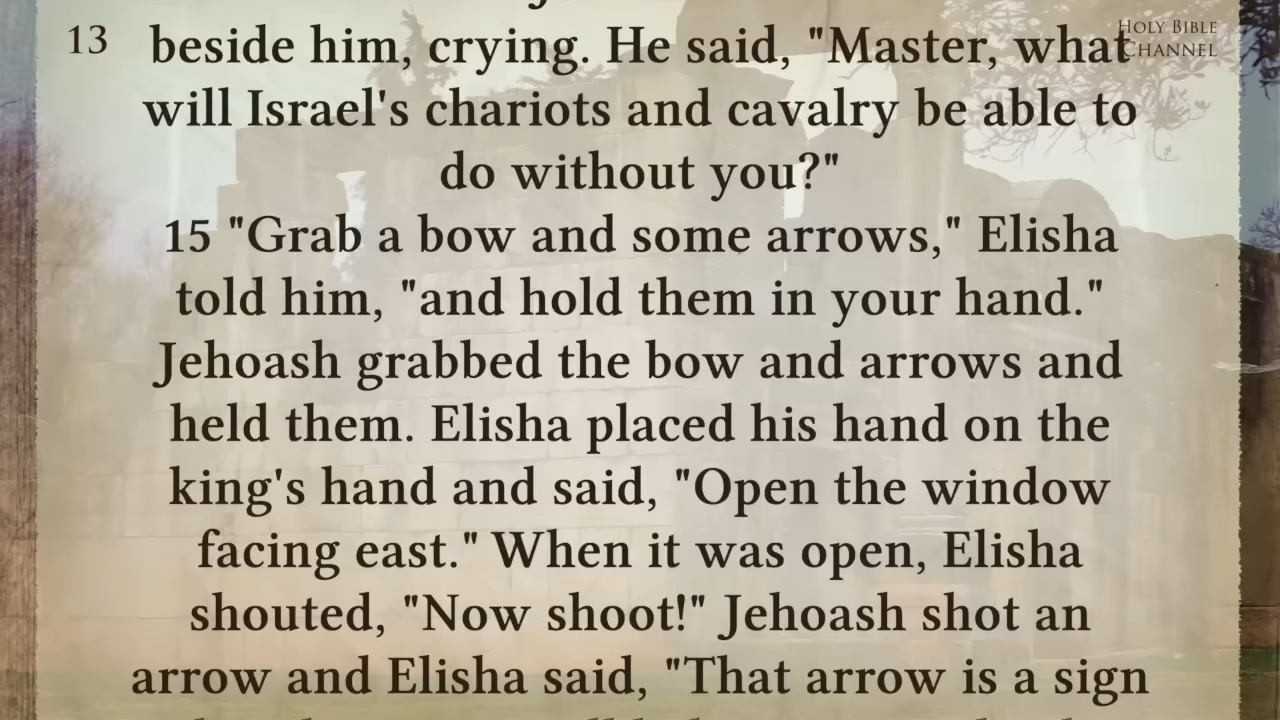 13
HOLY BIBLE
CHANNEL
beside him, crying. He said, "Master, what
will Israel's chariots and cavalry be able to
do without you?"
15 "Grab a bow and some arrows," Elisha
told him, "and hold them in your hand."
Jehoash grabbed the bow and arrows and
held them. Elisha placed his hand on the
king's hand and said, "Open the window
facing east." When it was open, Elisha
shouted, "Now shoot!" Jehoash shot an
arrow and Elisha said, "That arrow is a sign